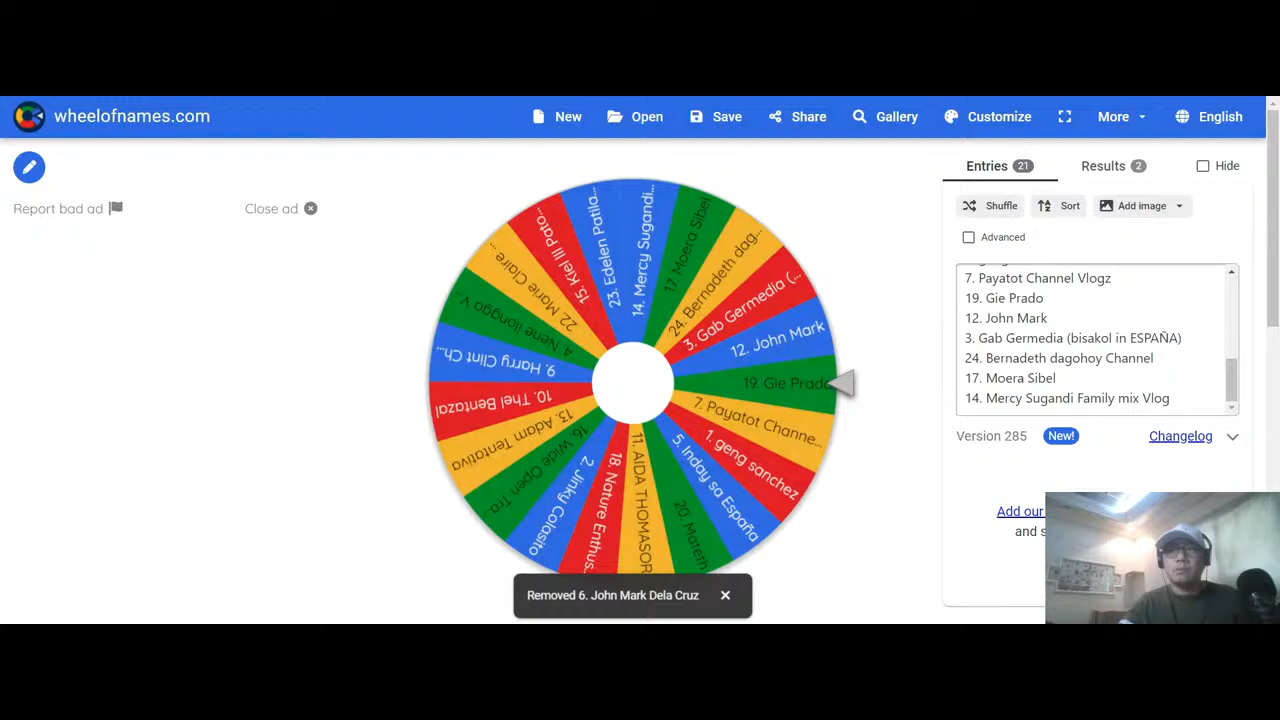 wheelofnames.com
New
Open
Save
Share
Gallery
Customize
More
English
Report bad ad
Close ad
Entries 21
Results 2
Hide
Shuffle
Sort
Add image
Advanced
7. Payatot Channel Vlogz
19. Gie Prado
12. John Mark
3. Gab Germedia (bisakol in ESPAÑA)
24. Bernadeth dagohoy Channel
17. Moera Sibel
14. Mercy Sugandi Family mix Vlog
Version 285
New!
Changelog
Add our
and s
14. Mercy Sugandi...
17. Moera Sibel
24. Bernadeth dag...
3. Gab Germedia (...
12. John Mark
19. Gie Prado
7. Payatot Channe...
1. geng sanchez
5. Inday sa España
20. Mateth
11. AIDA THOMASOR
18. Nature Enthus...
2. Jinky Colasito
16. Wide Open Tra...
13. Adam Tentativa
10. Thel Bentazal
9. Harry Clint Ch...
4. Nene Ilongga V
22. Marie Claire ...
15. Kiel III Pato...
23. Edelen Patila...
Removed 6. John Mark Dela Cruz